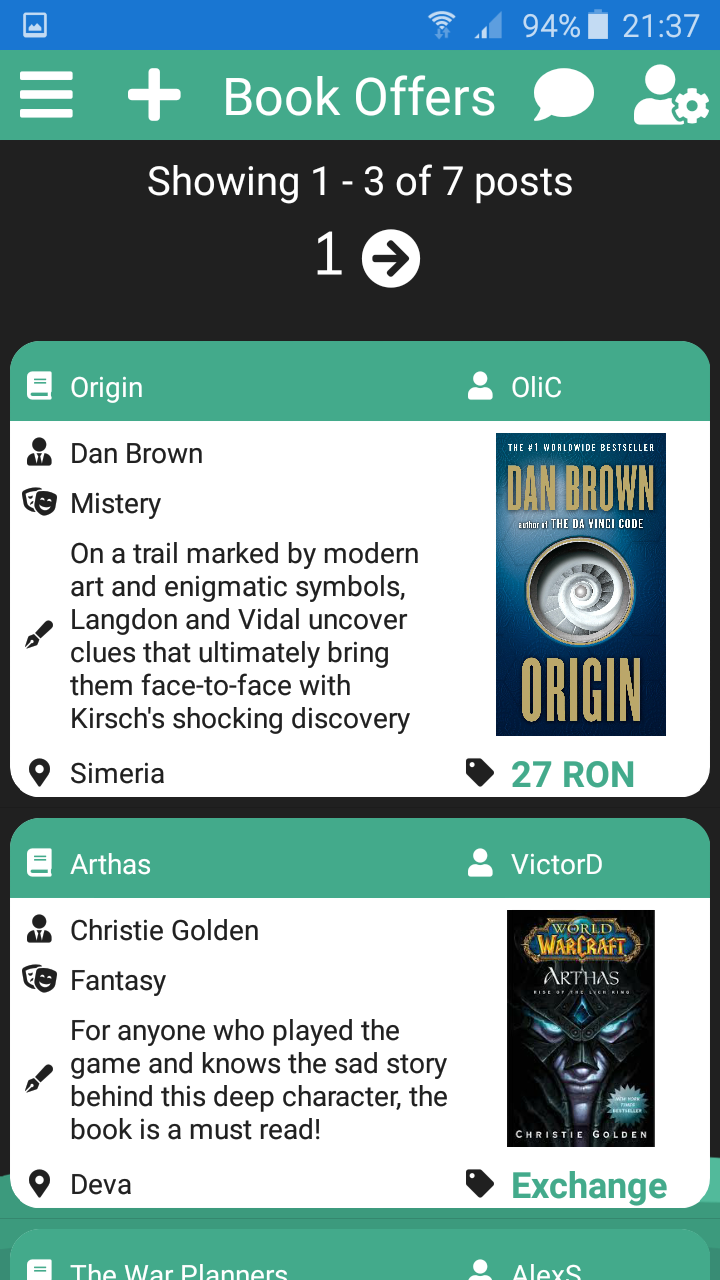 94% 21:37
Book Offers
Showing 1 - 3 of 7 posts
1
Origin OliC
Dan Brown
Mistery
On a trail marked by modern
art and enigmatic symbols,
Langdon and Vidal uncover
clues that ultimately bring
them face-to-face with
Kirsch's shocking discovery
THE #1 WORLDWIDE BESTSELLER
DAN BROWN
author of THE DA VINCI CODE
ORIGIN
Simeria 27 RON
Arthas VictorD
Christie Golden
Fantasy
For anyone who played the
game and knows the sad story
behind this deep character, the
book is a must read!
WORLD
WARCRAFT
ARTHAS
RISE OF THE LICH KING
NEW YORK
TIMES
BESTSELLER
CHRISTIE GOLDEN
Deva Exchange
The War Planners AlexS